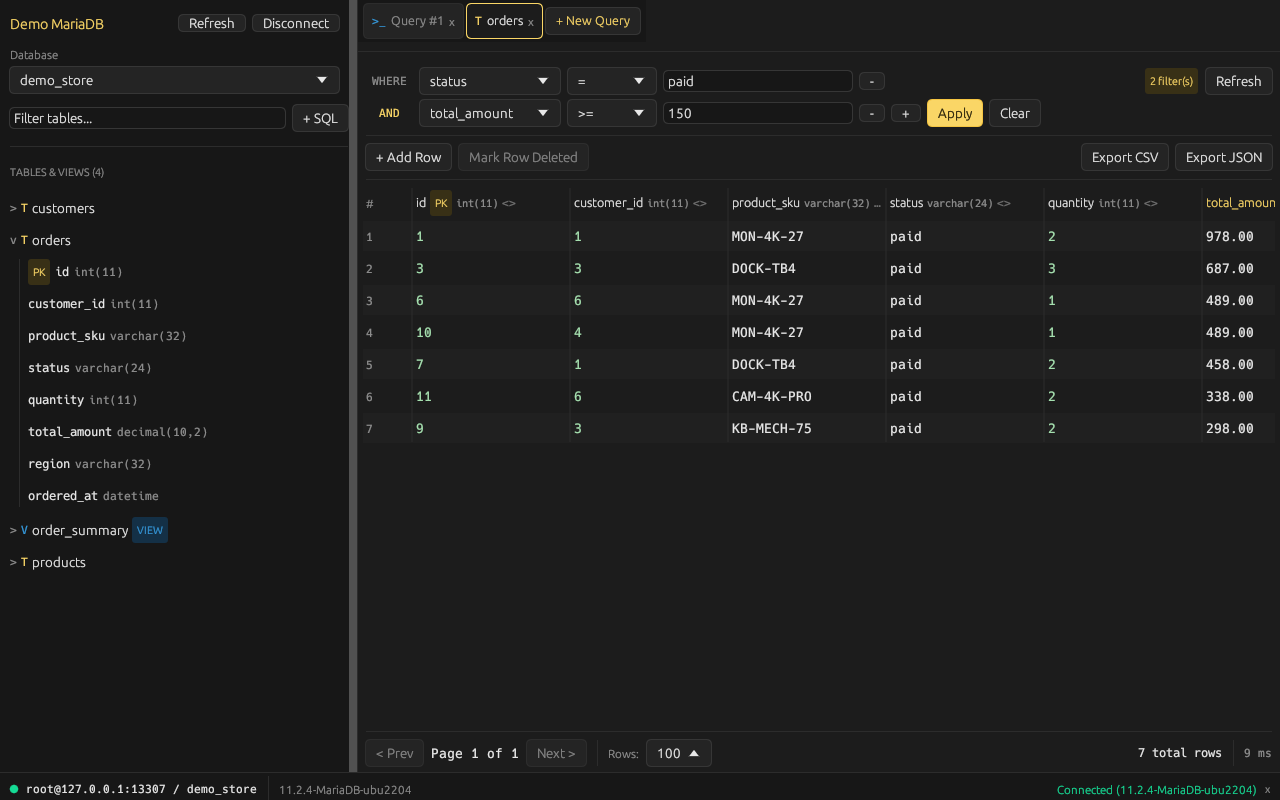 Demo MariaDB Refresh Disconnect
Database
demo_store
Filter tables... + SQL
TABLES & VIEWS (4)
> T customers
v T orders
PK id int(11)
customer_id int(11)
product_sku varchar(32)
status varchar(24)
quantity int(11)
total_amount decimal(10,2)
region varchar(32)
ordered_at datetime
> V order_summary VIEW
> T products
>_ Query #1 x T orders x + New Query
WHERE status = paid - 2 filter(s) Refresh
AND total_amount >= 150 - + Apply Clear
+ Add Row Mark Row Deleted Export CSV Export JSON
# id PK int(11) <> customer_id int(11) <> product_sku varchar(32) … status varchar(24) <> quantity int(11) <> total_amoun
1 1 1 MON-4K-27 paid 2 978.00
2 3 3 DOCK-TB4 paid 3 687.00
3 6 6 MON-4K-27 paid 1 489.00
4 10 4 MON-4K-27 paid 1 489.00
5 7 1 DOCK-TB4 paid 2 458.00
6 11 6 CAM-4K-PRO paid 2 338.00
7 9 3 KB-MECH-75 paid 2 298.00
< Prev Page 1 of 1 Next > Rows: 100 7 total rows 9 ms
root@127.0.0.1:13307 / demo_store 11.2.4-MariaDB-ubu2204 Connected (11.2.4-MariaDB-ubu2204) x